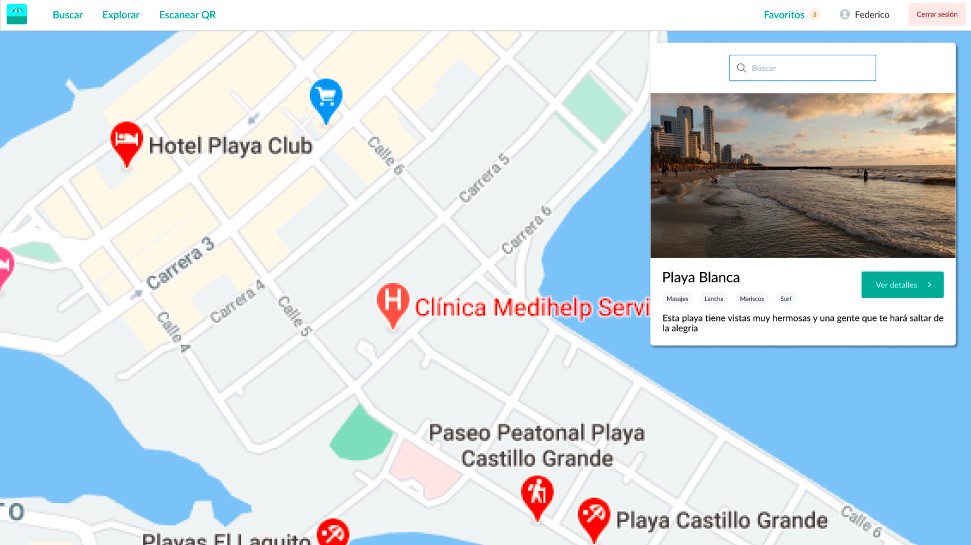 Buscar
Explorar
Escanear QR
Favoritos 3
Federico
Cerrar sesión
Buscar
Hotel Playa Club
Calle 6
Carrera 5
Carrera 6
Carrera 3
Carrera 4
Calle 4
Calle 5
Clínica Medihelp Servi
Playa Blanca
Ver detalles
Masajes
Lancha
Mariscos
Surf
Esta playa tiene vistas muy hermosas y una gente que te hará saltar de
la alegria
Paseo Peatonal Playa
Castillo Grande
Playa Castillo Grande
Calle 6
TO
Playas El Laguito